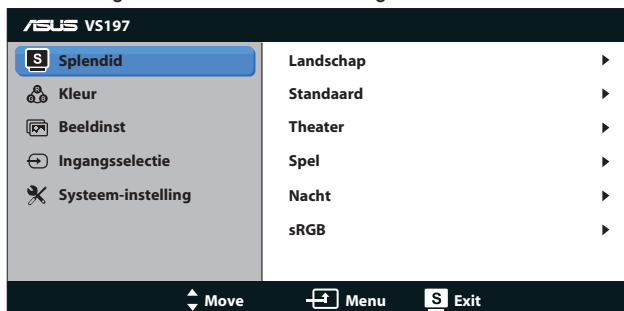 ASUS VS197
Splendid
Kleur
Beeldinst
Ingangsselectie
Systeem-instelling
Landschap
Standaard
Theater
Spel
Nacht
sRGB
Move Menu S Exit